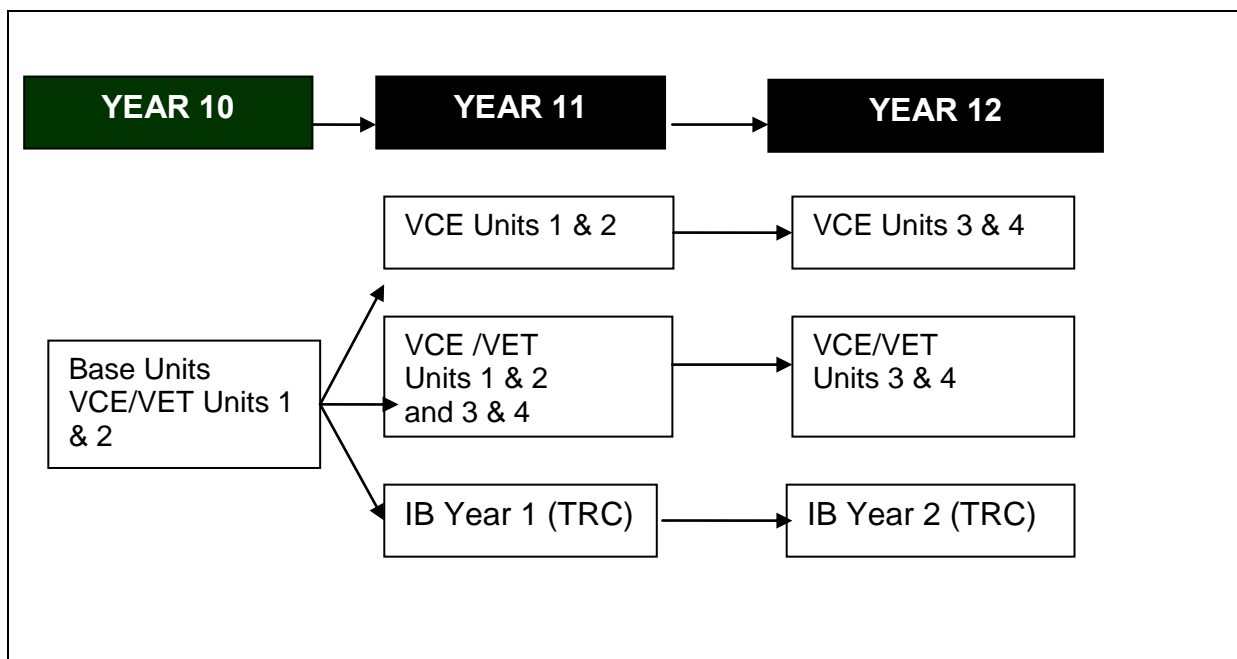 YEAR 10
YEAR 11
YEAR 12
VCE Units 1 & 2
VCE Units 3 & 4
Base Units
VCE/VET Units 1
& 2
VCE /VET
Units 1 & 2
and 3 & 4
VCE/VET
Units 3 & 4
IB Year 1 (TRC)
IB Year 2 (TRC)